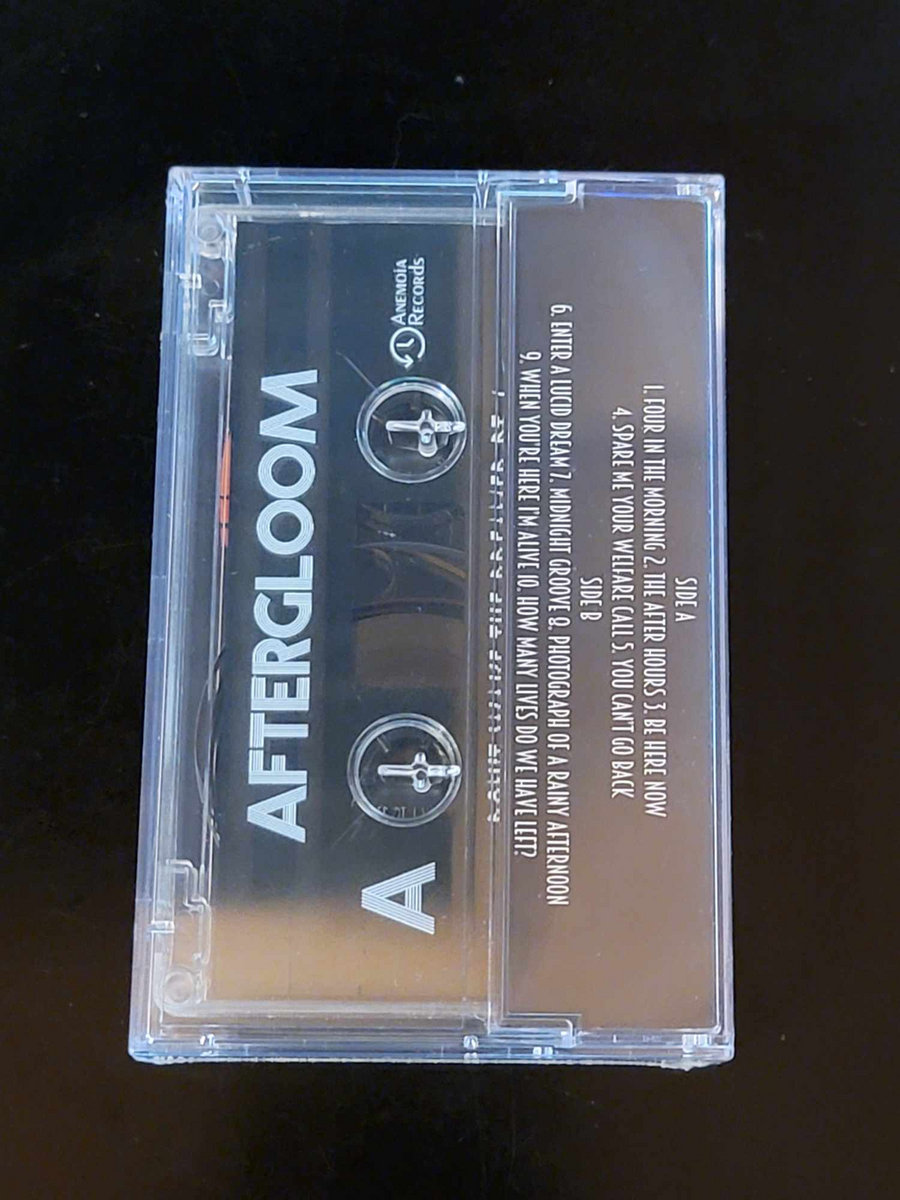 SIDE A
1. FOUR IN THE MORNING 2. THE AFTER HOURS 3. BE HERE NOW
4. SPARE ME YOUR WELFARE CALL 5. YOU CAN'T GO BACK
SIDE B
6. ENTER A LUCID DREAM 7. MIDNIGHT GROOVE 8. PHOTOGRAPH OF A RAINY AFTERNOON
9. WHEN YOU'RE HERE I'M ALIVE 10. HOW MANY LIVES DO WE HAVE LEFT?
ANEMOIA
RECORDS
A
AFTERGLOOM